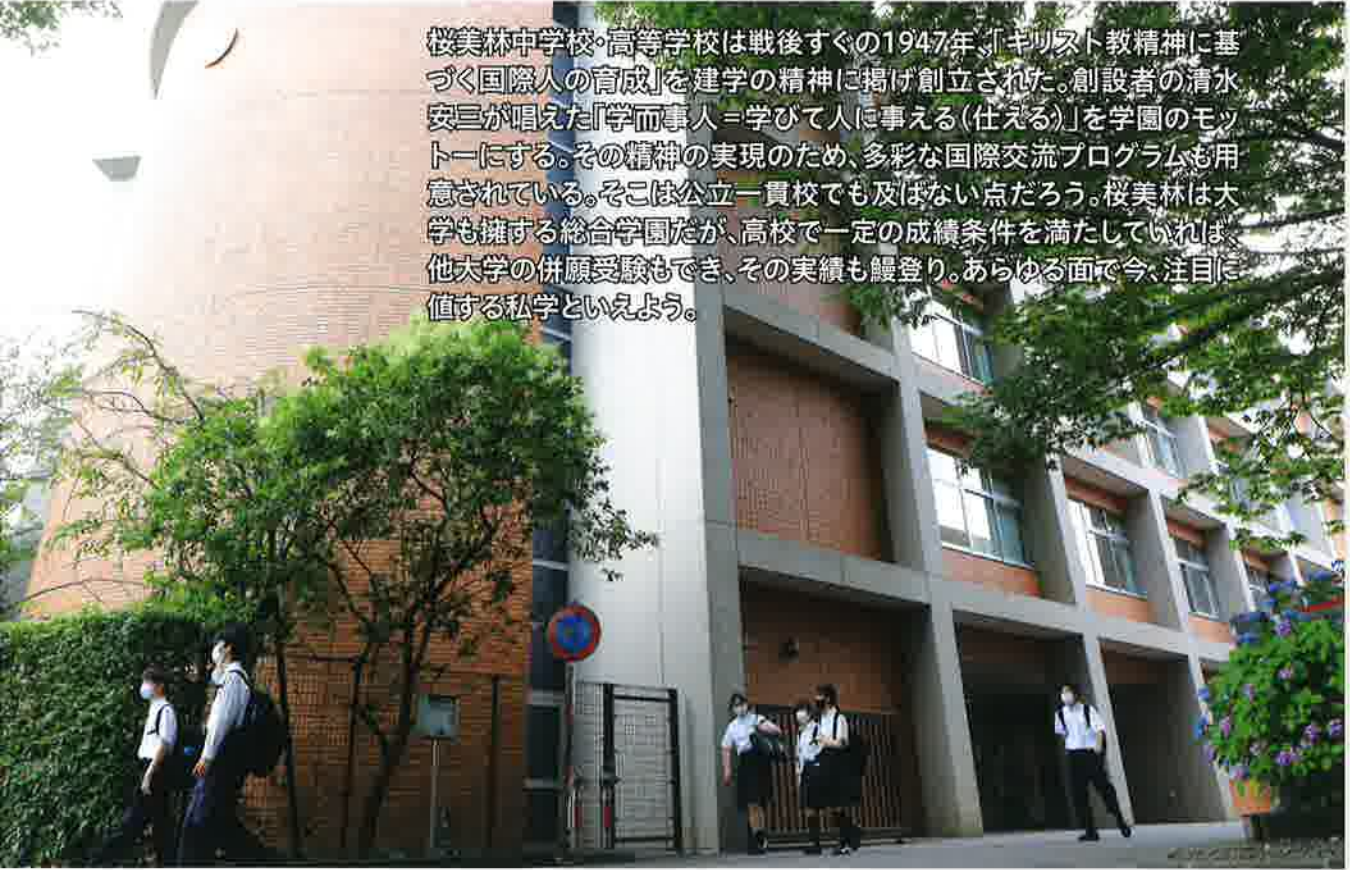 桜美林中学校・高等学校は戦後すぐの1947年、「キリスト教精神に基
づく国際人の育成」を建学の精神に掲げ創立された。創設者の清水
安三が唱えた「学而事人＝学びて人に事える(仕える)」を学園のモッ
トーにする。その精神の実現のため、多彩な国際交流プログラムも用
意されている。そこは公立一貫校でも及ばない点だろう。桜美林は大
学も擁する総合学園だが、高校で一定の成績条件を満たしていれば、
他大学の併願受験もでき、その実績も鰻登り。あらゆる面で今、注目に
値する私学といえよう。